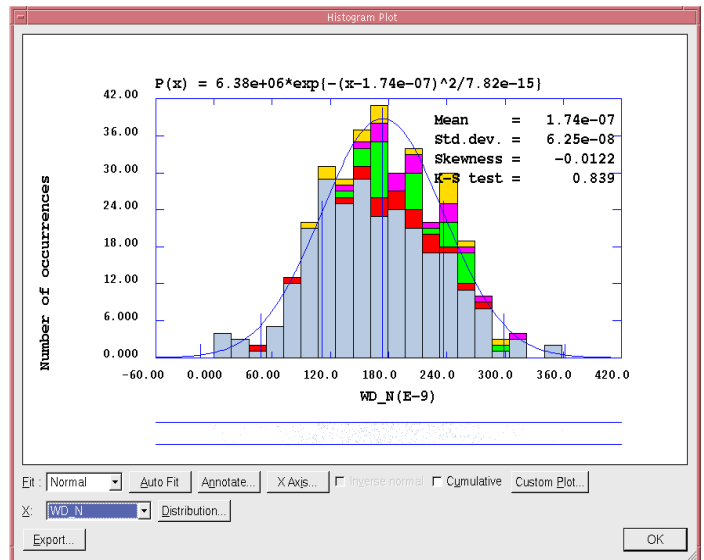 Histogram Plot
P(x) = 6.38e+06*exp{-(x-1.74e-07)^2/7.82e-15}
42.00
36.00
30.00
24.00
18.00
12.00
6.000
0.000
Number of occurrences
Mean = 1.74e-07
Std.dev. = 6.25e-08
Skewness = -0.0122
K-S test = 0.839
-60.00 0.000 60.00 120.0 180.0 240.0 300.0 360.0 420.0
WD_N(E-9)
Fit : Normal Auto Fit Annotate... X Axis... Inverse normal Cumulative Custom Plot...
X: WD_N Distribution...
Export... OK